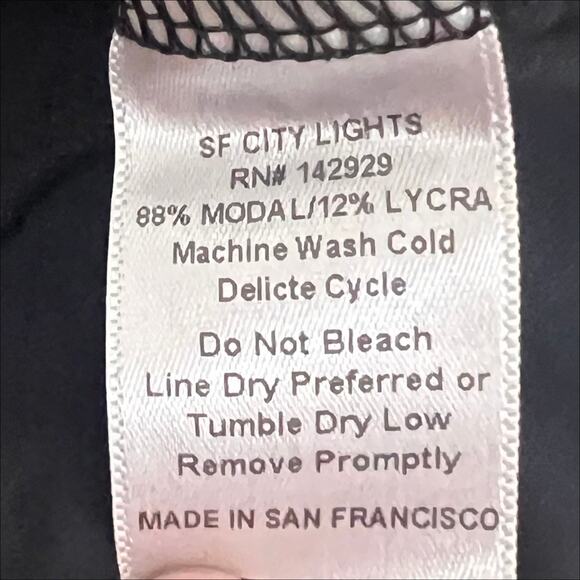 SF CITY LIGHTS
RN# 142929
88% MODAL/12% LYCRA
Machine Wash Cold
Delicte Cycle
Do Not Bleach
Line Dry Preferred or
Tumble Dry Low
Remove Promptly
MADE IN SAN FRANCISCO